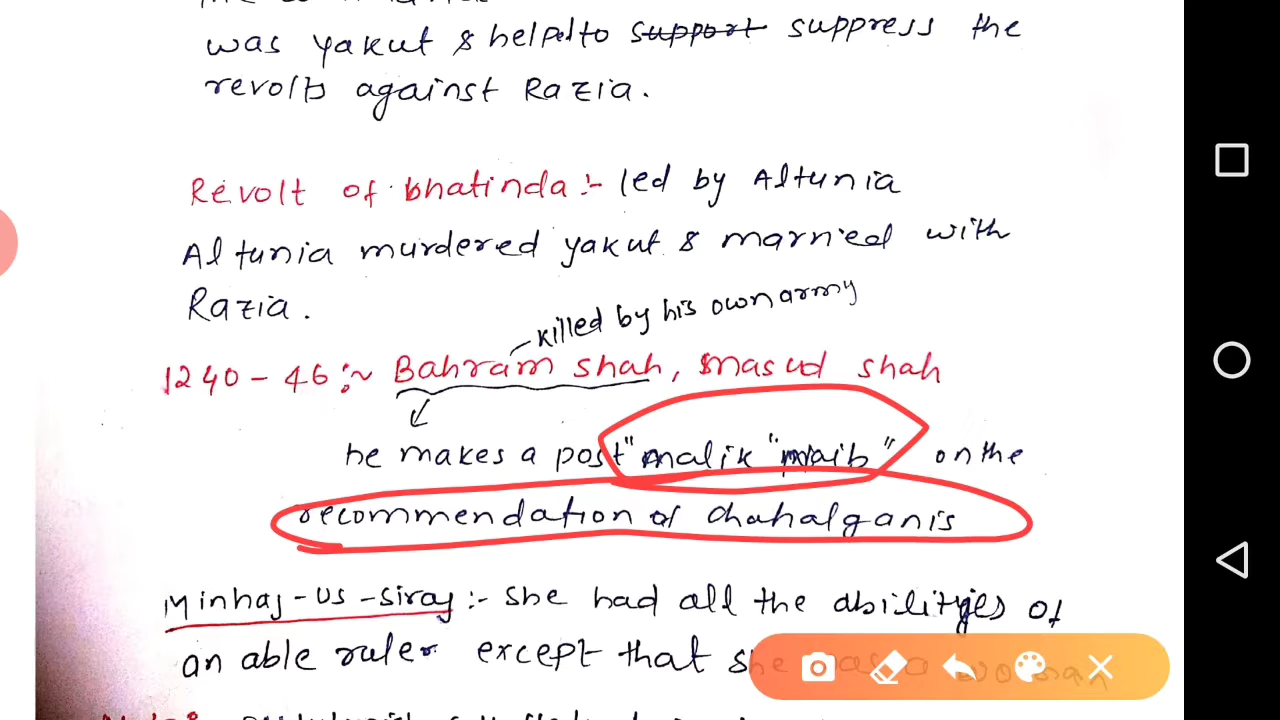 was yakut & helped to support suppress the
revolts against Razia.
Revolt of bhatinda :- led by Altunia
Altunia murdered yakut & married with
Razia.
killed by his own army
1240 - 46 :~ Bahram shah, masud shah
he makes a post "malik "naib" on the
recommendation of chahalganis
Minhaj-us-siraj :- she had all the abilityies of
an able ruler except that she was a woman